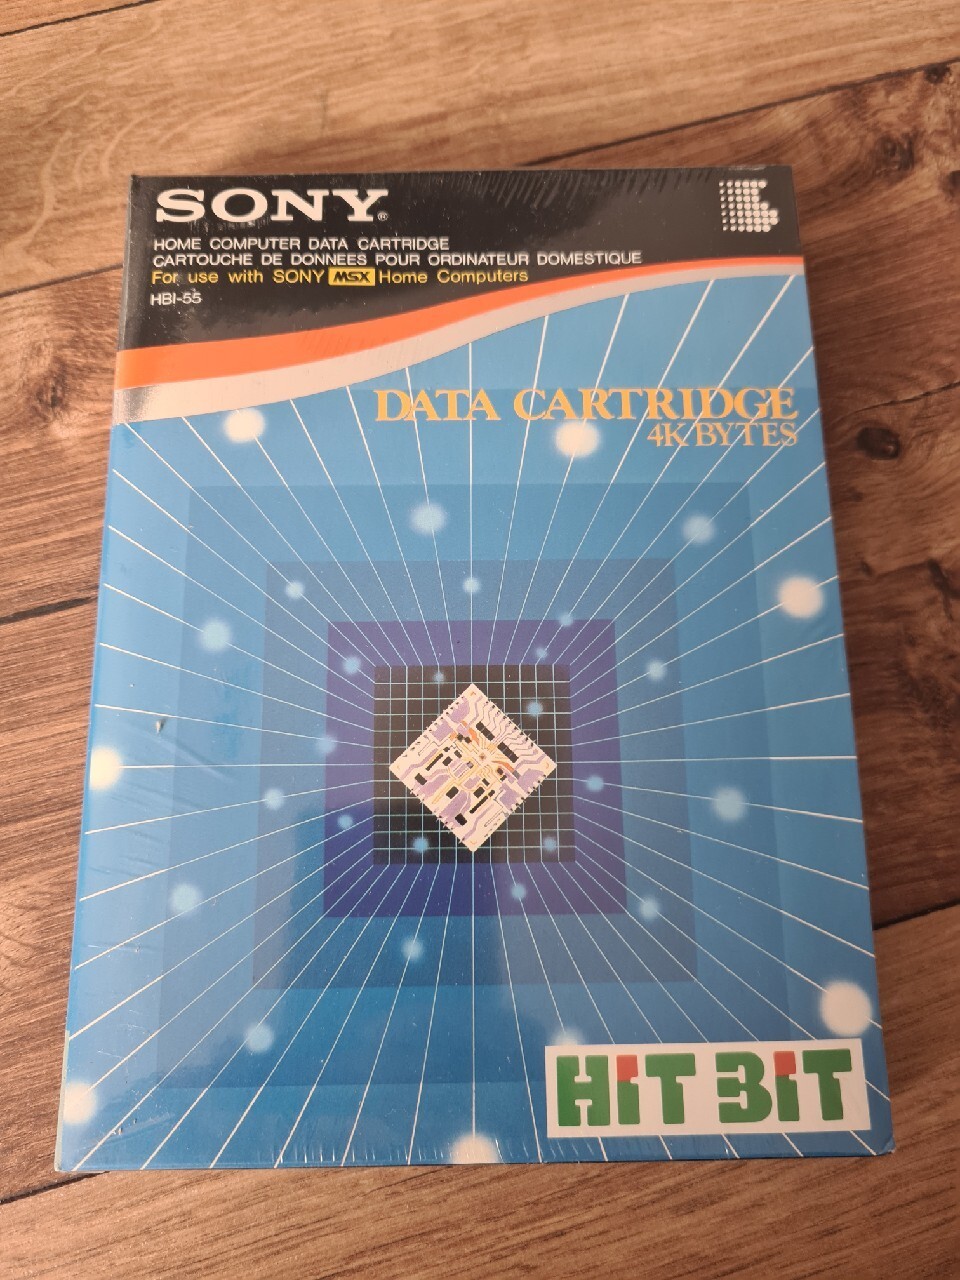 SONY®
HOME COMPUTER DATA CARTRIDGE
CARTOUCHE DE DONNEES POUR ORDINATEUR DOMESTIQUE
For use with SONY MSX Home Computers
HBI-55
DATA CARTRIDGE
4K BYTES
HiT BiT